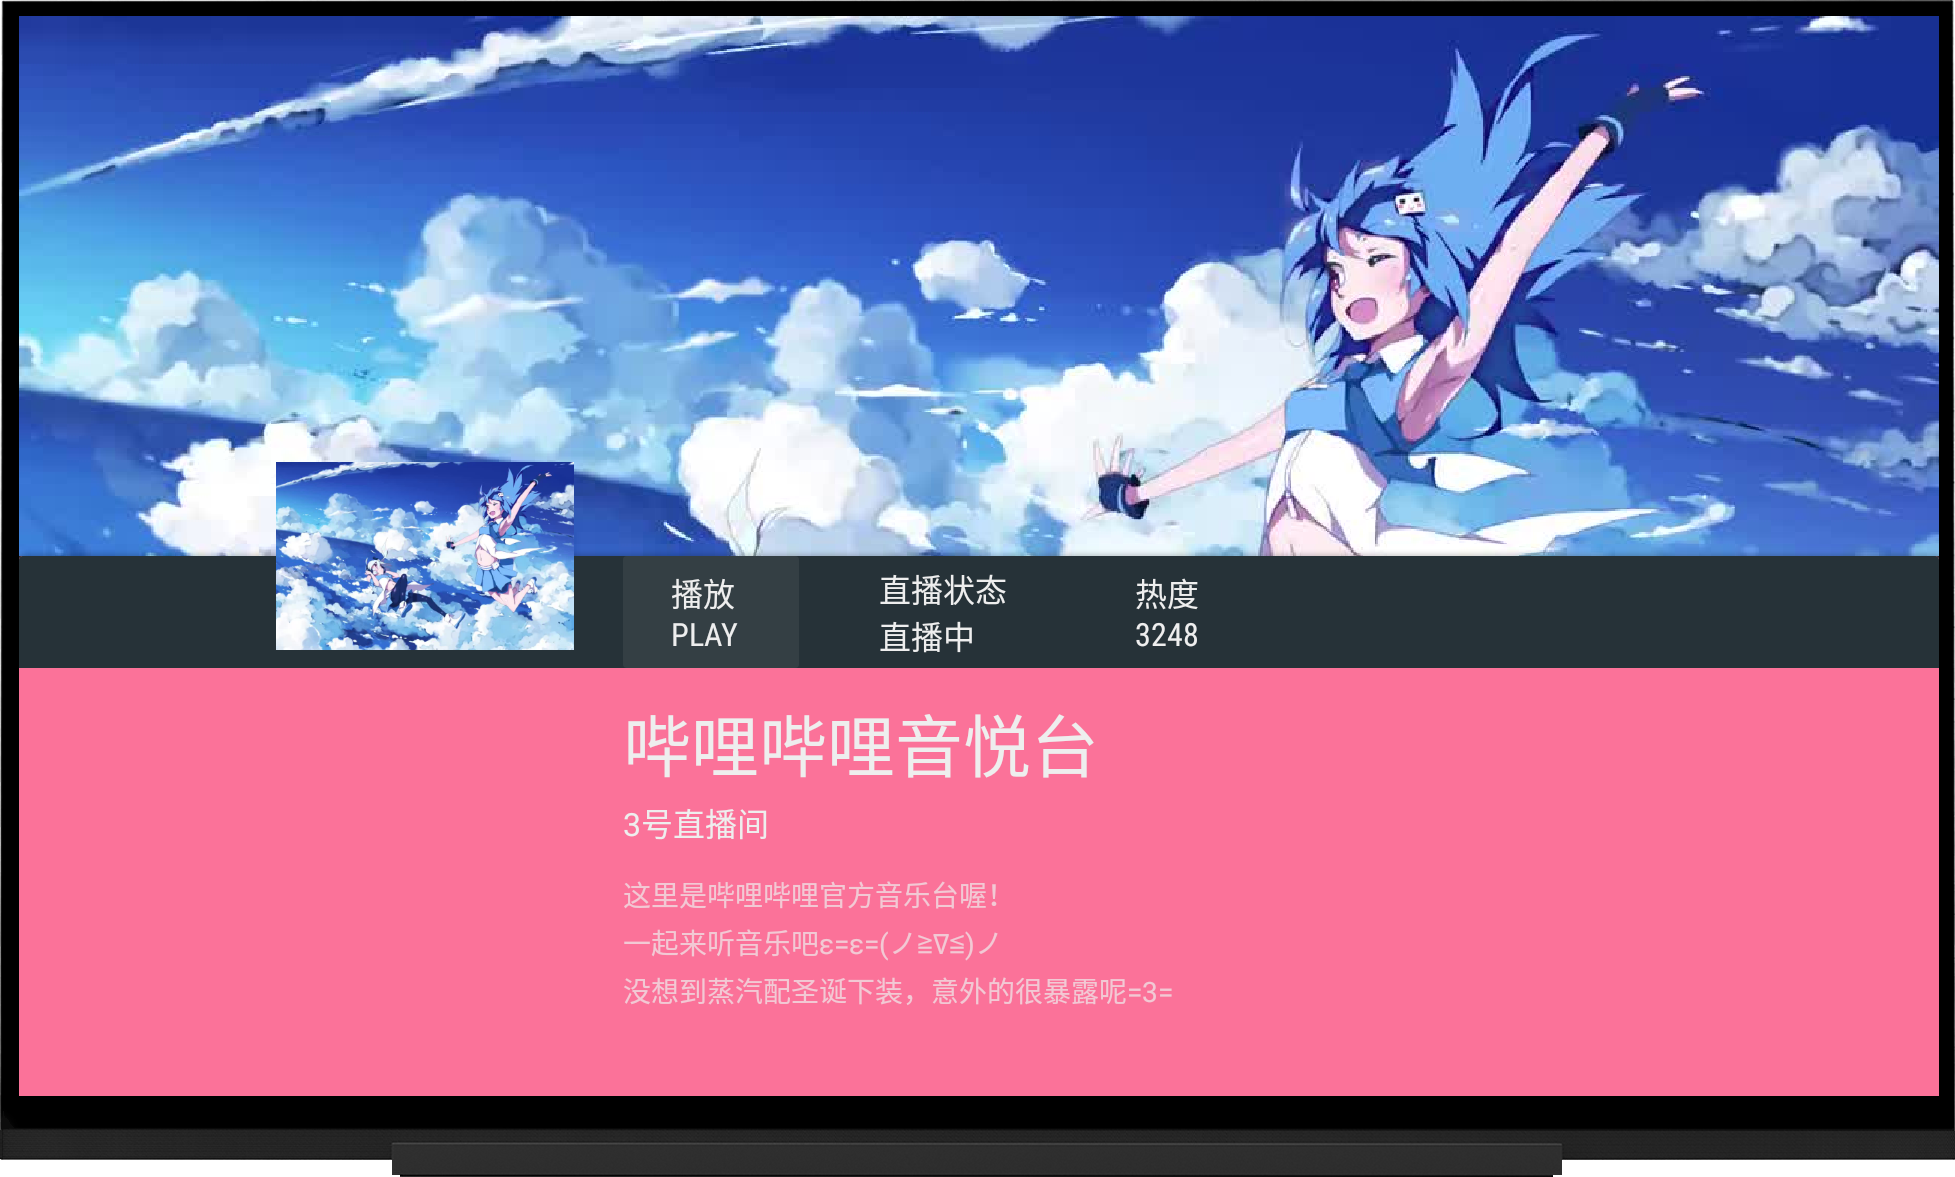 播放
PLAY
直播状态
直播中
热度
3248
哔哩哔哩音悦台
3号直播间
这里是哔哩哔哩官方音乐台喔！
一起来听音乐吧ε=ε=(ノ≧∇≦)ノ
没想到蒸汽配圣诞下装，意外的很暴露呢=3=